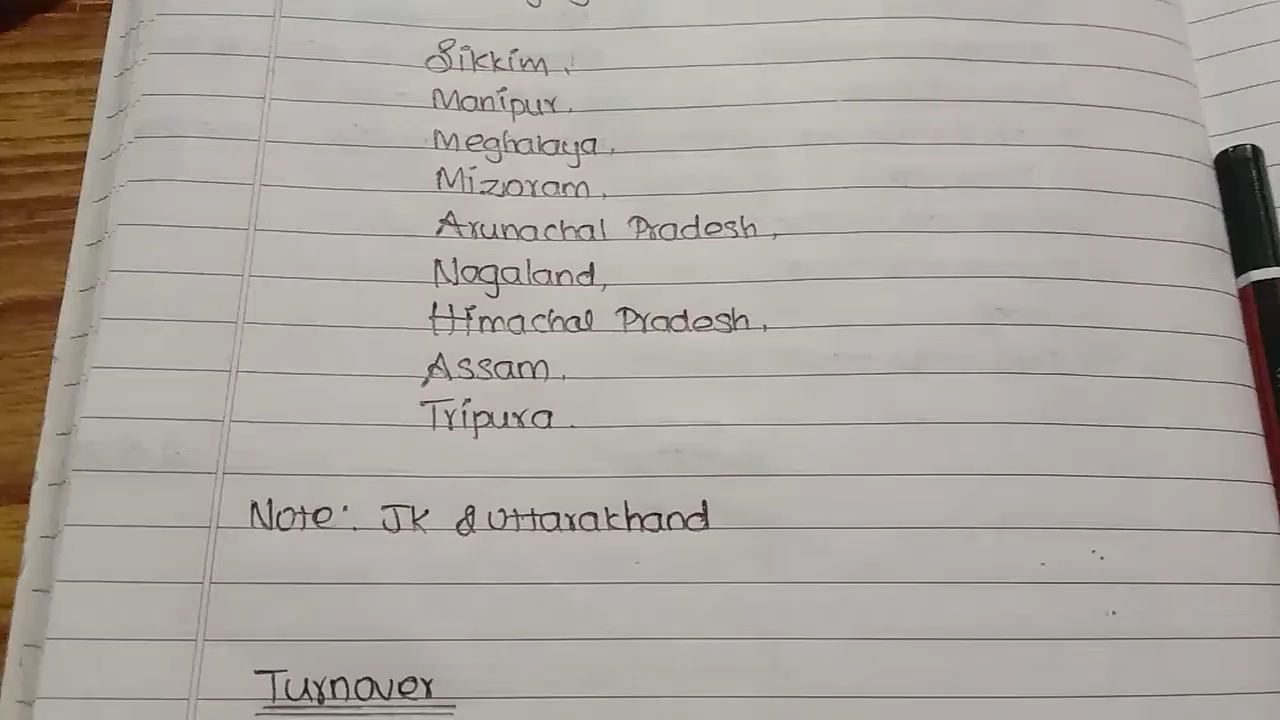 Sikkim,
Manipur,
Meghalaya,
Mizoram,
Arunachal Pradesh,
Nagaland,
Himachal Pradesh,
Assam,
Tripura.
Note: JK & Uttarakhand
Turnover